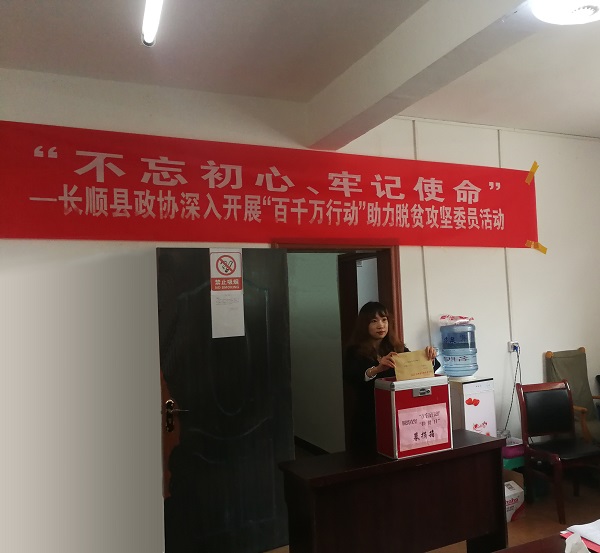 “不忘初心、牢记使命”
—长顺县政协深入开展“百千万行动”助力脱贫攻坚委员活动
禁止吸烟
NO SMOKING
募捐箱